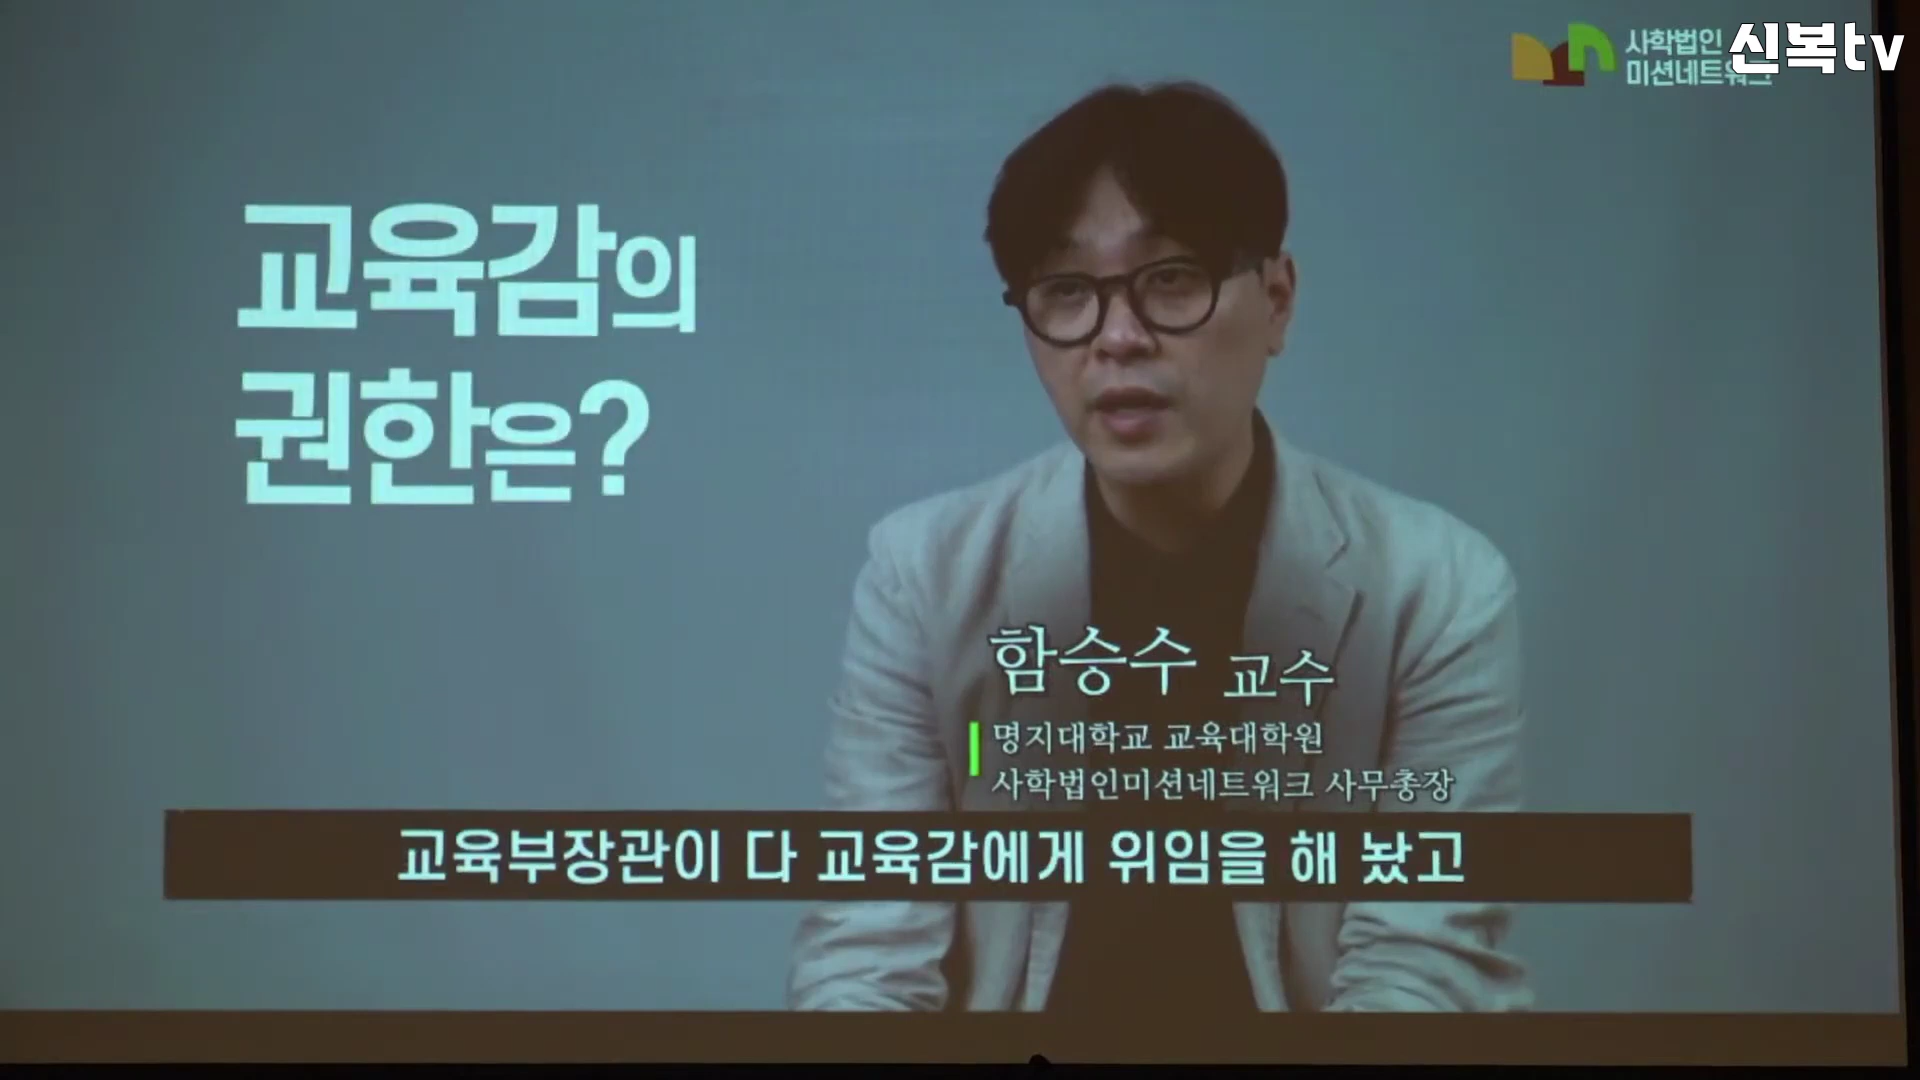 사학법인
미션네트워크
신복tv
교육감의
권한은?
함승수 교수
명지대학교 교육대학원
사학법인미션네트워크 사무총장
교육부장관이 다 교육감에게 위임을 해 놨고